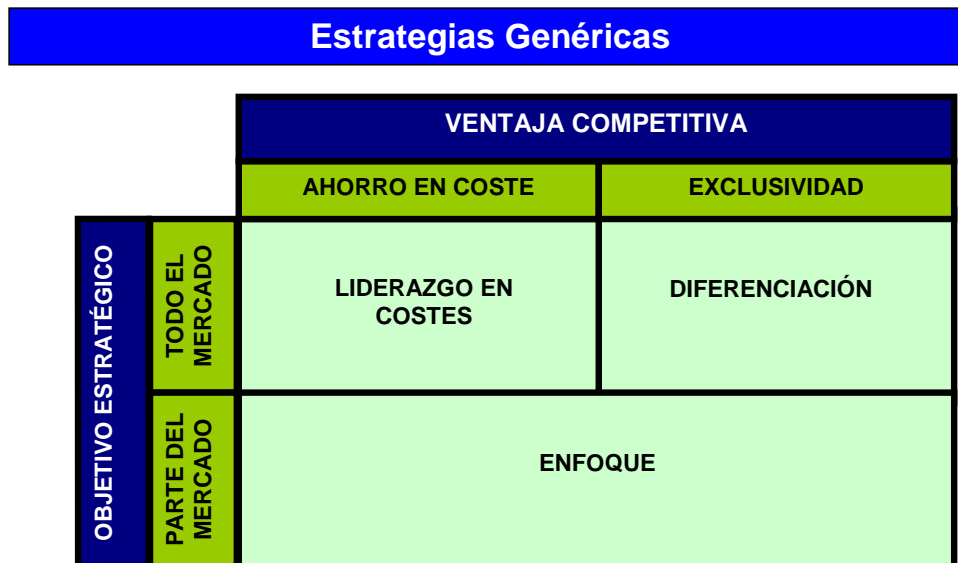 Estrategias Genéricas
VENTAJA COMPETITIVA
AHORRO EN COSTE
EXCLUSIVIDAD
OBJETIVO ESTRATÉGICO
TODO EL
MERCADO
LIDERAZGO EN
COSTES
DIFERENCIACIÓN
PARTE DEL
MERCADO
ENFOQUE